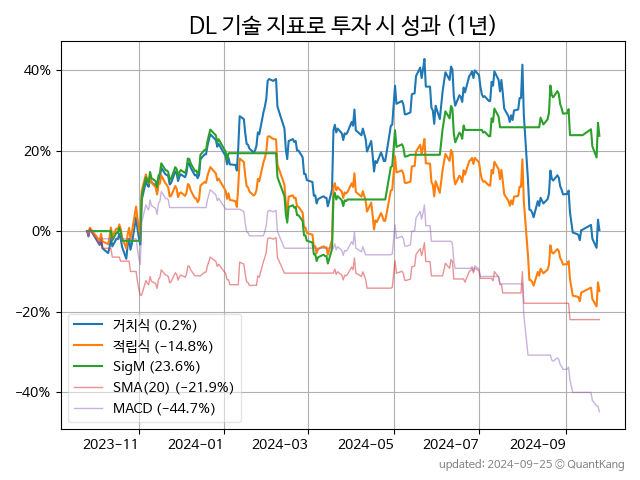 DL 기술 지표로 투자 시 성과 (1년)
40%
20%
0%
−20%
−40%
거치식 (0.2%)
적립식 (−14.8%)
SigM (23.6%)
SMA(20) (−21.9%)
MACD (−44.7%)
2023-11 2024-01 2024-03 2024-05 2024-07 2024-09
updated: 2024-09-25 © QuantKang